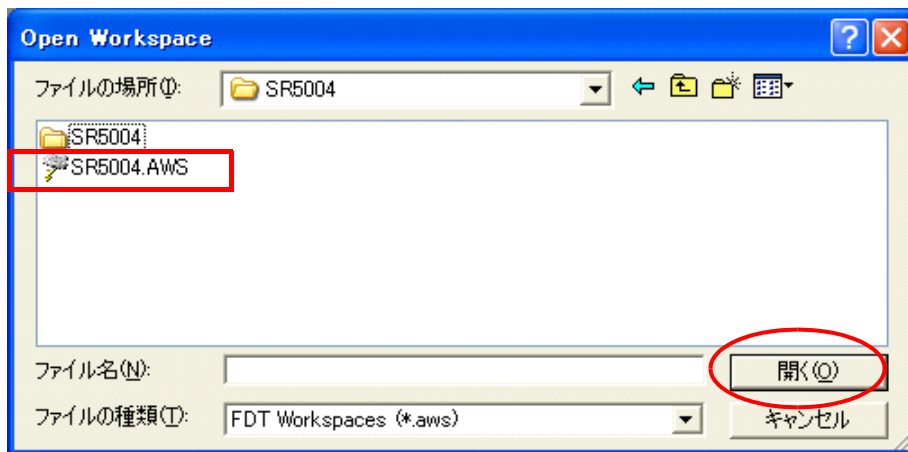 Open Workspace
ファイルの場所(I): SR5004
SR5004
SR5004.AWS
ファイル名(N): 開く(O)
ファイルの種類(T): FDT Workspaces (*.aws) キャンセル